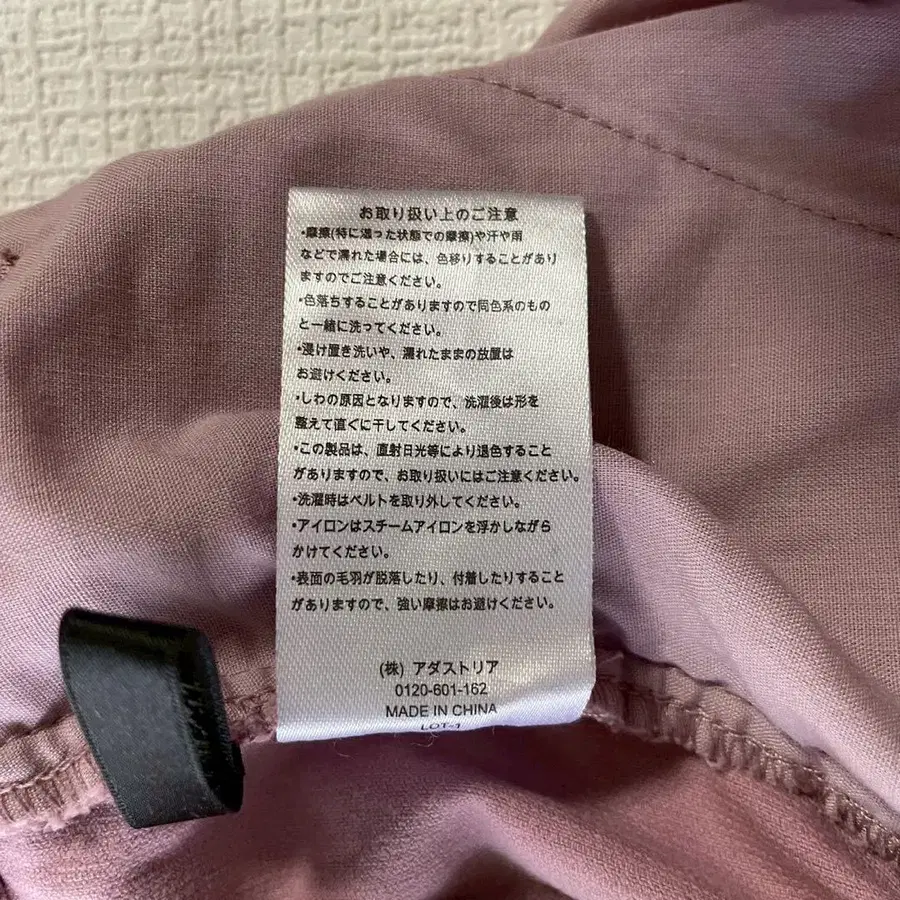 お取り扱い上のご注意
・摩擦(特に湿った状態での摩擦)や汗や雨
などで濡れた場合には、色移りすることがあり
ますのでご注意ください。
・色落ちすることがありますので同色系のもの
と一緒に洗ってください。
・浸け置き洗いや、濡れたままの放置は
お避けください。
・しわの原因となりますので、洗濯後は形を
整えて直ぐに干してください。
・この製品は、直射日光等により退色すること
がありますので、お取り扱いにはご注意ください。
・洗濯時はベルトを取り外してください。
・アイロンはスチームアイロンを浮かしながら
かけてください。
・表面の毛羽が脱落したり、付着したりすること
がありますので、強い摩擦はお避けください。
(株) アダストリア
0120-601-162
MADE IN CHINA
LOT-1